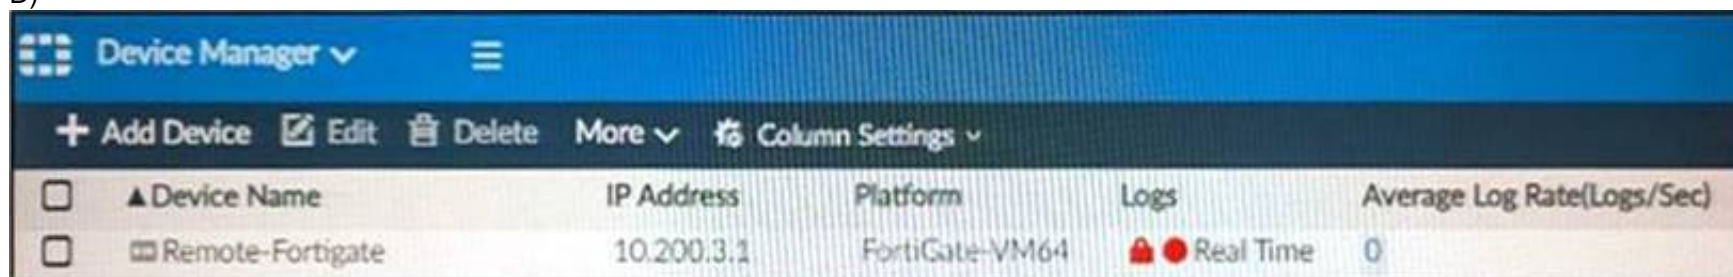 D)
Device Manager
Add Device Edit Delete More Column Settings
Device Name IP Address Platform Logs Average Log Rate(Logs/Sec)
Remote-Fortigate 10.200.3.1 FortiGate-VM64 Real Time 0